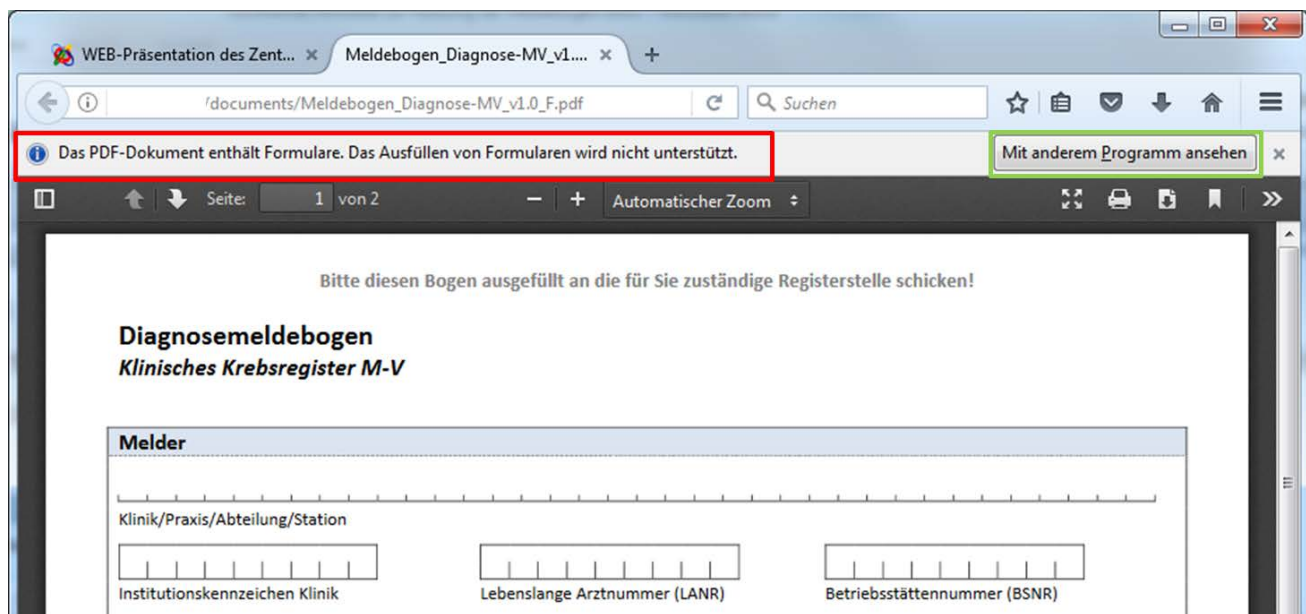 WEB-Präsentation des Zent...
Meldebogen_Diagnose-MV_v1....
/documents/Meldebogen_Diagnose-MV_v1.0_F.pdf
Suchen
Das PDF-Dokument enthält Formulare. Das Ausfüllen von Formularen wird nicht unterstützt.
Mit anderem Programm ansehen
Seite: 1 von 2
Automatischer Zoom
Bitte diesen Bogen ausgefüllt an die für Sie zuständige Registerstelle schicken!
Diagnosemeldebogen
Klinisches Krebsregister M-V
Melder
Klinik/Praxis/Abteilung/Station
Institutionskennzeichen Klinik
Lebenslange Arztnummer (LANR)
Betriebsstättennummer (BSNR)